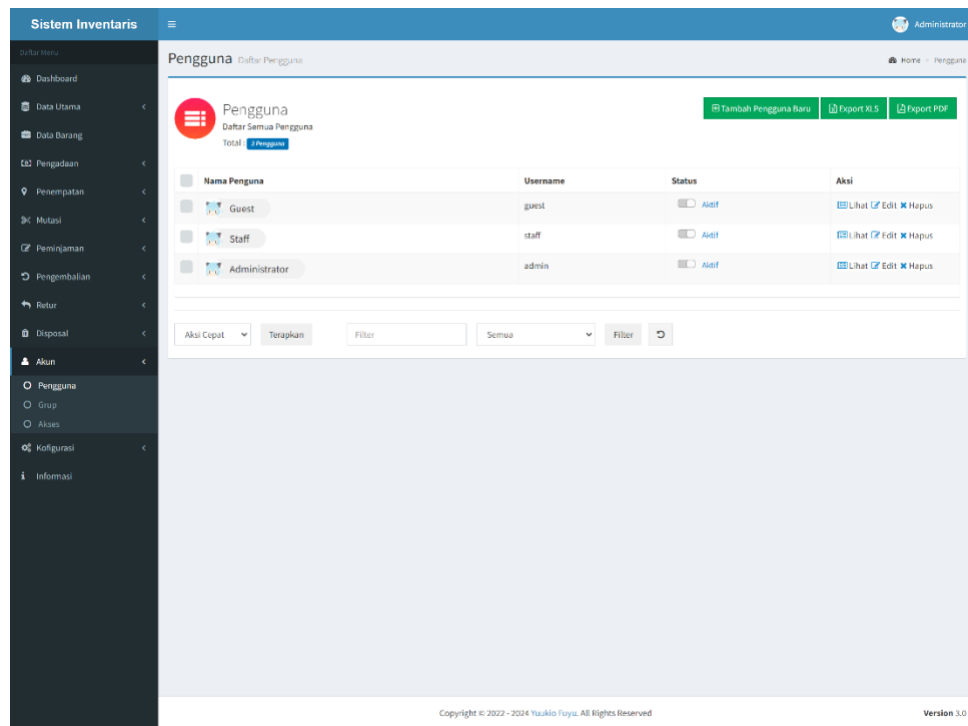 Sistem Inventaris
Administrator
Daftar Menu
Dashboard
Data Utama
Data Barang
Pengadaan
Penempatan
Mutasi
Peminjaman
Pengembalian
Retur
Disposal
Akun
Pengguna
Grup
Akses
Kofigurasi
Informasi
Pengguna Daftar Pengguna
Home > Pengguna
Pengguna
Daftar Semua Pengguna
Total : 3 Pengguna
Tambah Pengguna Baru Export XLS Export PDF
Nama Penguna Username Status Aksi
Guest guest Aktif Lihat Edit Hapus
Staff staff Aktif Lihat Edit Hapus
Administrator admin Aktif Lihat Edit Hapus
Aksi Cepat Terapkan Filter Semua Filter
Copyright © 2022 - 2024 Yuukio Fuyu. All Rights Reserved Version 3.0